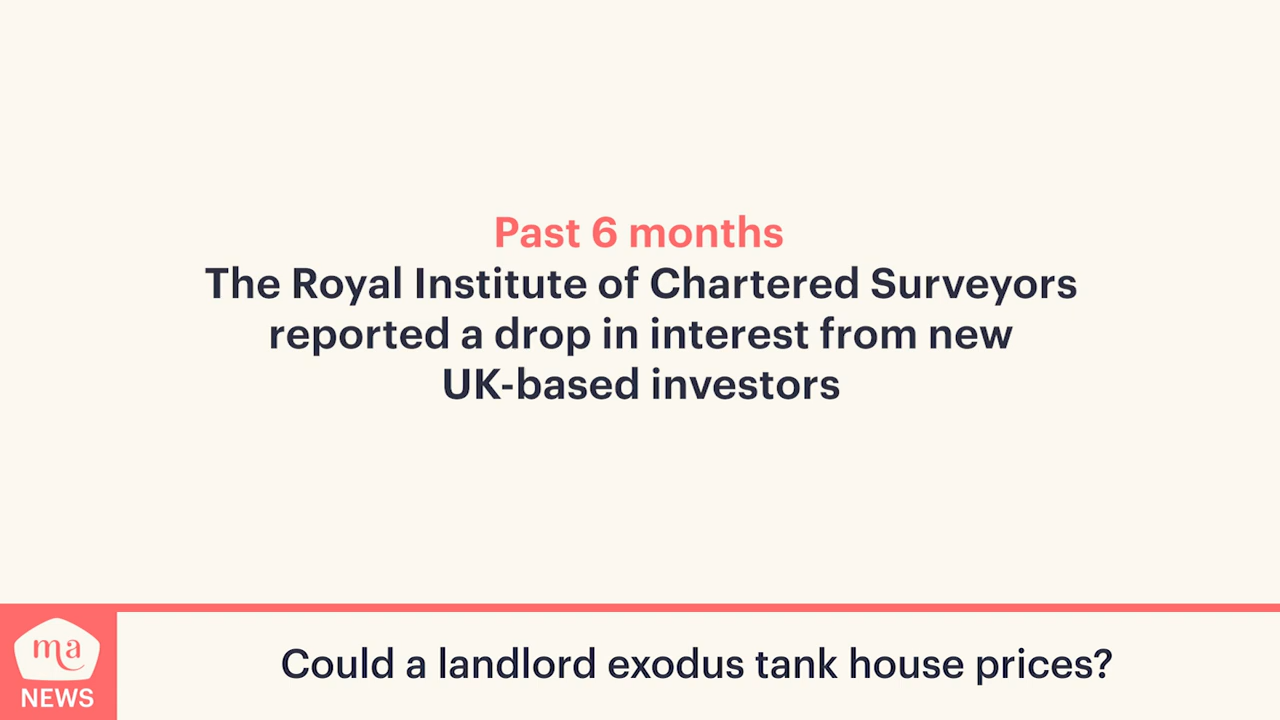 Past 6 months
The Royal Institute of Chartered Surveyors
reported a drop in interest from new
UK-based investors
ma
NEWS
Could a landlord exodus tank house prices?